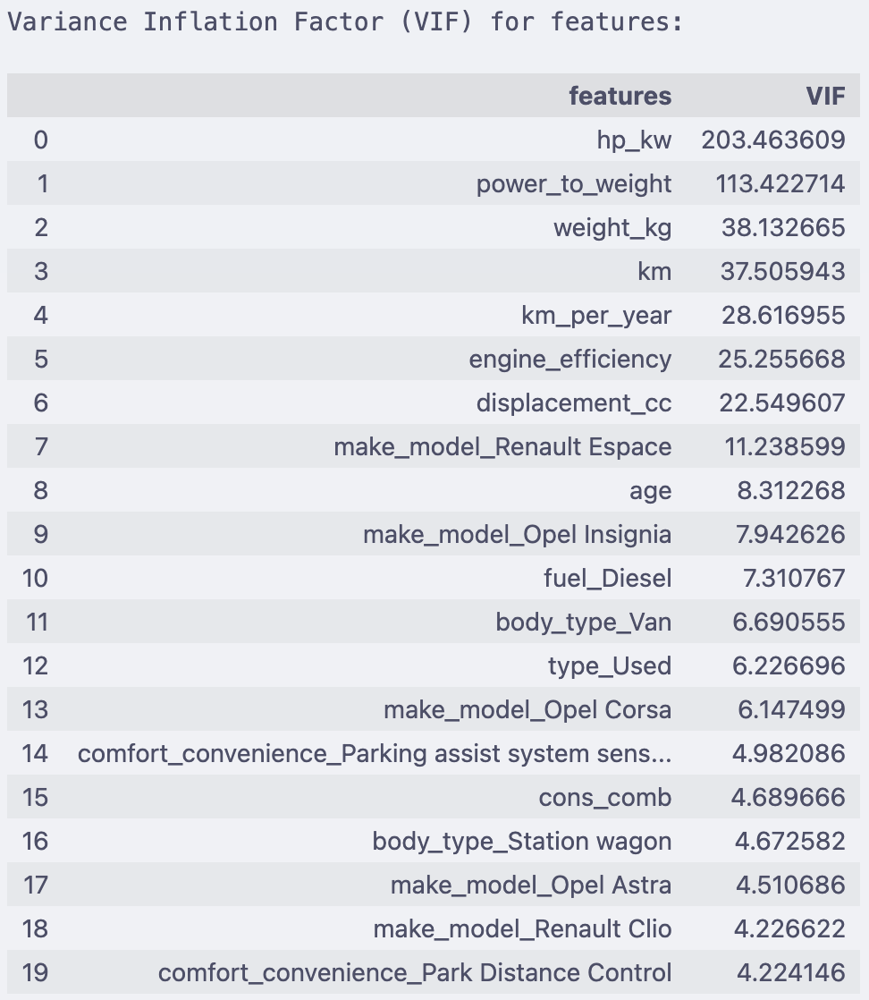 Variance Inflation Factor (VIF) for features:
features VIF
0 hp_kw 203.463609
1 power_to_weight 113.422714
2 weight_kg 38.132665
3 km 37.505943
4 km_per_year 28.616955
5 engine_efficiency 25.255668
6 displacement_cc 22.549607
7 make_model_Renault Espace 11.238599
8 age 8.312268
9 make_model_Opel Insignia 7.942626
10 fuel_Diesel 7.310767
11 body_type_Van 6.690555
12 type_Used 6.226696
13 make_model_Opel Corsa 6.147499
14 comfort_convenience_Parking assist system sens... 4.982086
15 cons_comb 4.689666
16 body_type_Station wagon 4.672582
17 make_model_Opel Astra 4.510686
18 make_model_Renault Clio 4.226622
19 comfort_convenience_Park Distance Control 4.224146